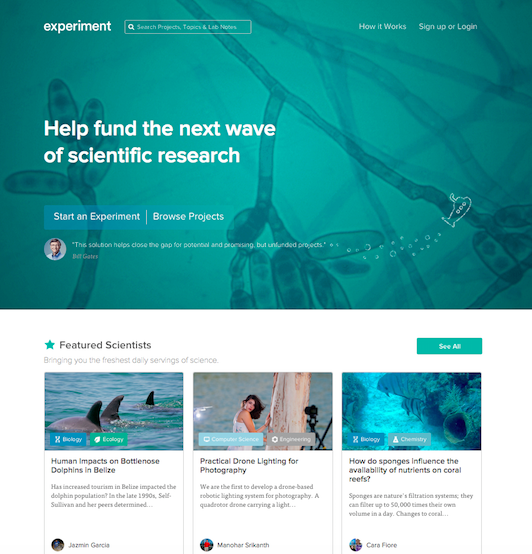 experiment
Search Projects, Topics & Lab Notes
How it Works
Sign up or Login
Help fund the next wave
of scientific research
Start an Experiment
Browse Projects
"This solution helps close the gap for potential and promising, but unfunded projects."
Bill Gates
Featured Scientists
See All
Bringing you the freshest daily servings of science.
Biology
Ecology
Human Impacts on Bottlenose
Dolphins in Belize
Has increased tourism in Belize impacted the
dolphin population? In the late 1990s, Self-
Sullivan and her peers determined...
Jazmin Garcia
Computer Science
Engineering
Practical Drone Lighting for
Photography
We are the first to develop a drone-based
robotic lighting system for photography. A
quadrotor drone carrying a light...
Manohar Srikanth
Biology
Chemistry
How do sponges influence the
availability of nutrients on coral
reefs?
Sponges are nature's filtration systems; they
can filter up to 50,000 times their own
volume in a day. Changes to coral...
Cara Fiore